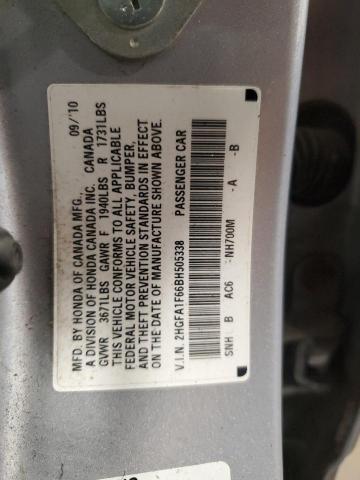 MFD. BY HONDA OF CANADA MFG., 09/'10
A DIVISION OF HONDA CANADA INC. CANADA
GVWR 3671LBS GAWR F 1940LBS R 1731LBS
THIS VEHICLE CONFORMS TO ALL APPLICABLE
FEDERAL MOTOR VEHICLE SAFETY, BUMPER,
AND THEFT PREVENTION STANDARDS IN EFFECT
ON THE DATE OF MANUFACTURE SHOWN ABOVE.
V.I.N. 2HGFA1F66BH505338 PASSENGER CAR
SNH B AC6 -NH700M -A -B